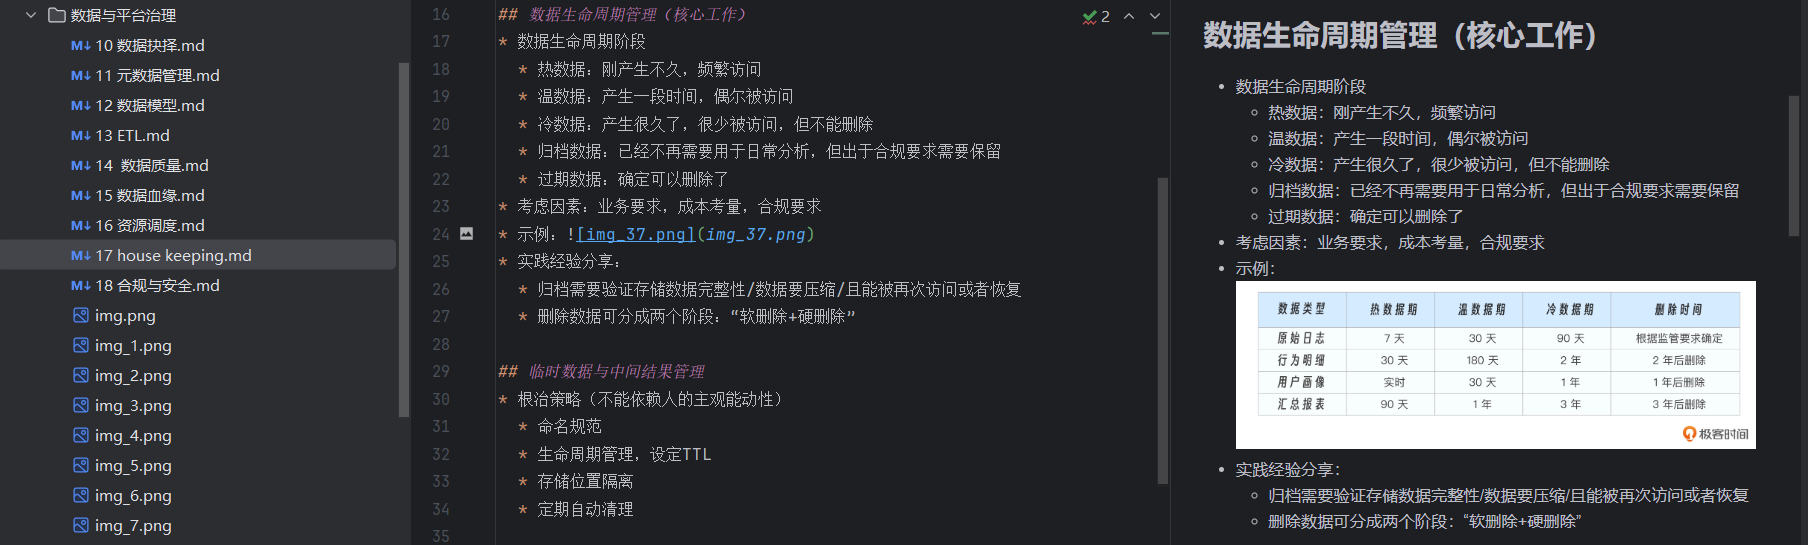 数据与平台治理
M↓ 10 数据抉择.md
M↓ 11 元数据管理.md
M↓ 12 数据模型.md
M↓ 13 ETL.md
M↓ 14  数据质量.md
M↓ 15 数据血缘.md
M↓ 16 资源调度.md
M↓ 17 house keeping.md
M↓ 18 合规与安全.md
img.png
img_1.png
img_2.png
img_3.png
img_4.png
img_5.png
img_6.png
img_7.png
16 ## 数据生命周期管理（核心工作）
2
17 * 数据生命周期阶段
18 * 热数据：刚产生不久，频繁访问
19 * 温数据：产生一段时间，偶尔被访问
20 * 冷数据：产生很久了，很少被访问，但不能删除
21 * 归档数据：已经不再需要用于日常分析，但出于合规要求需要保留
22 * 过期数据：确定可以删除了
23 * 考虑因素：业务要求，成本考量，合规要求
24 * 示例：![img_37.png](img_37.png)
25 * 实践经验分享：
26 * 归档需要验证存储数据完整性/数据要压缩/且能被再次访问或者恢复
27 * 删除数据可分成两个阶段：“软删除+硬删除”
28
29 ## 临时数据与中间结果管理
30 * 根治策略（不能依赖人的主观能动性）
31 * 命名规范
32 * 生命周期管理，设定TTL
33 * 存储位置隔离
34 * 定期自动清理
35
数据生命周期管理（核心工作）
• 数据生命周期阶段
◦ 热数据：刚产生不久，频繁访问
◦ 温数据：产生一段时间，偶尔被访问
◦ 冷数据：产生很久了，很少被访问，但不能删除
◦ 归档数据：已经不再需要用于日常分析，但出于合规要求需要保留
◦ 过期数据：确定可以删除了
• 考虑因素：业务要求，成本考量，合规要求
• 示例：
数据类型 热数据期 温数据期 冷数据期 删除时间
原始日志 7 天 30 天 90 天 根据监管要求确定
行为明细 30 天 180 天 2 年 2 年后删除
用户画像 实时 30 天 1 年 1 年后删除
汇总报表 90 天 1 年 3 年 3 年后删除
极客时间
• 实践经验分享：
◦ 归档需要验证存储数据完整性/数据要压缩/且能被再次访问或者恢复
◦ 删除数据可分成两个阶段：“软删除+硬删除”